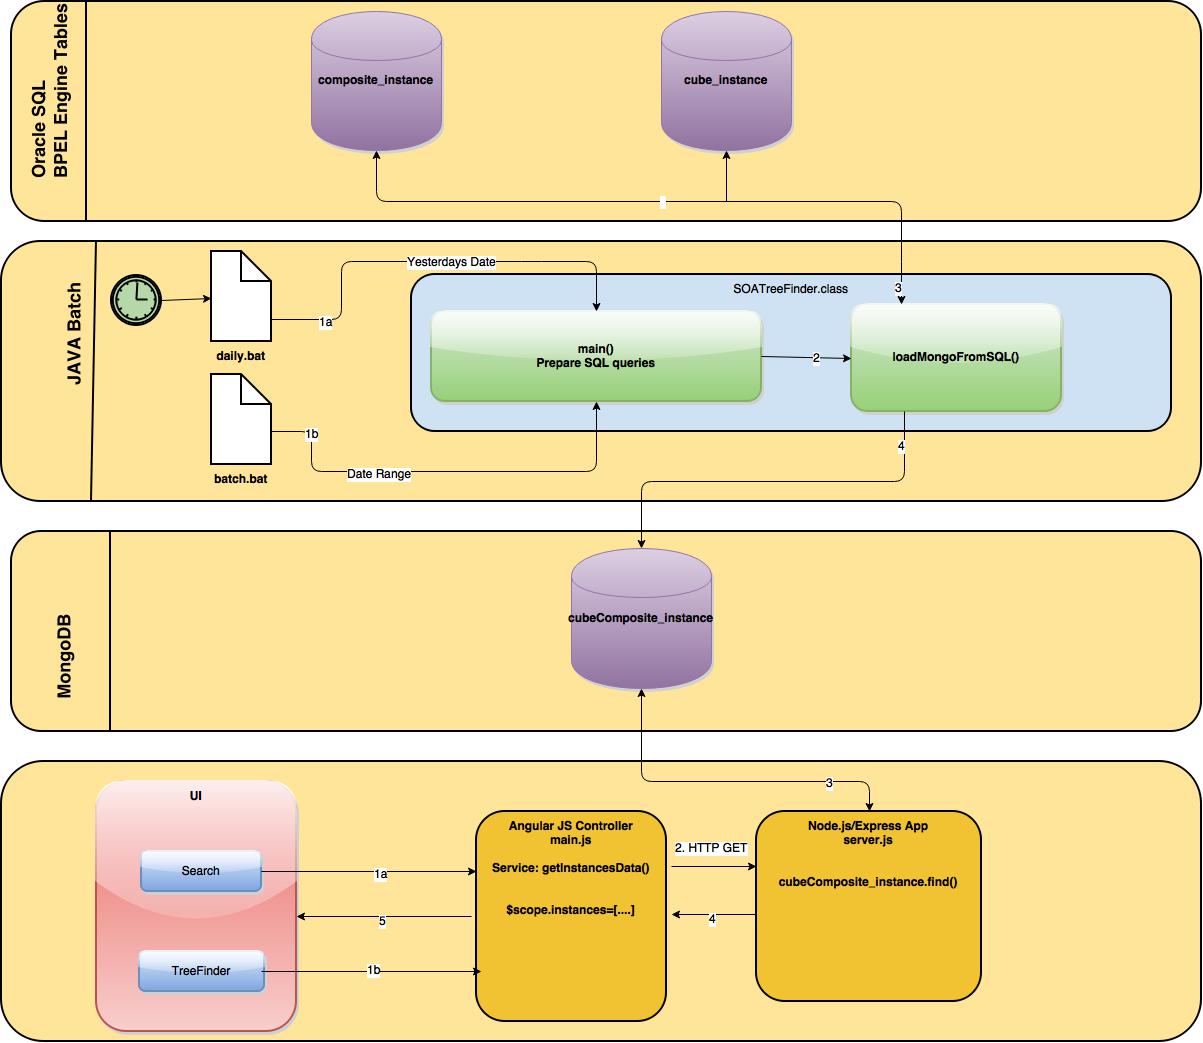 Oracle SQL
BPEL Engine Tables
composite_instance
cube_instance
JAVA Batch
daily.bat
1a
Yesterdays Date
batch.bat
1b
Date Range
SOATreeFinder.class
main()
Prepare SQL queries
2
3
loadMongoFromSQL()
4
MongoDB
cubeComposite_instance
3
UI
Search
TreeFinder
1a
5
1b
Angular JS Controller
main.js
Service: getInstancesData()
$scope.instances=[....]
2. HTTP GET
4
Node.js/Express App
server.js
cubeComposite_instance.find()